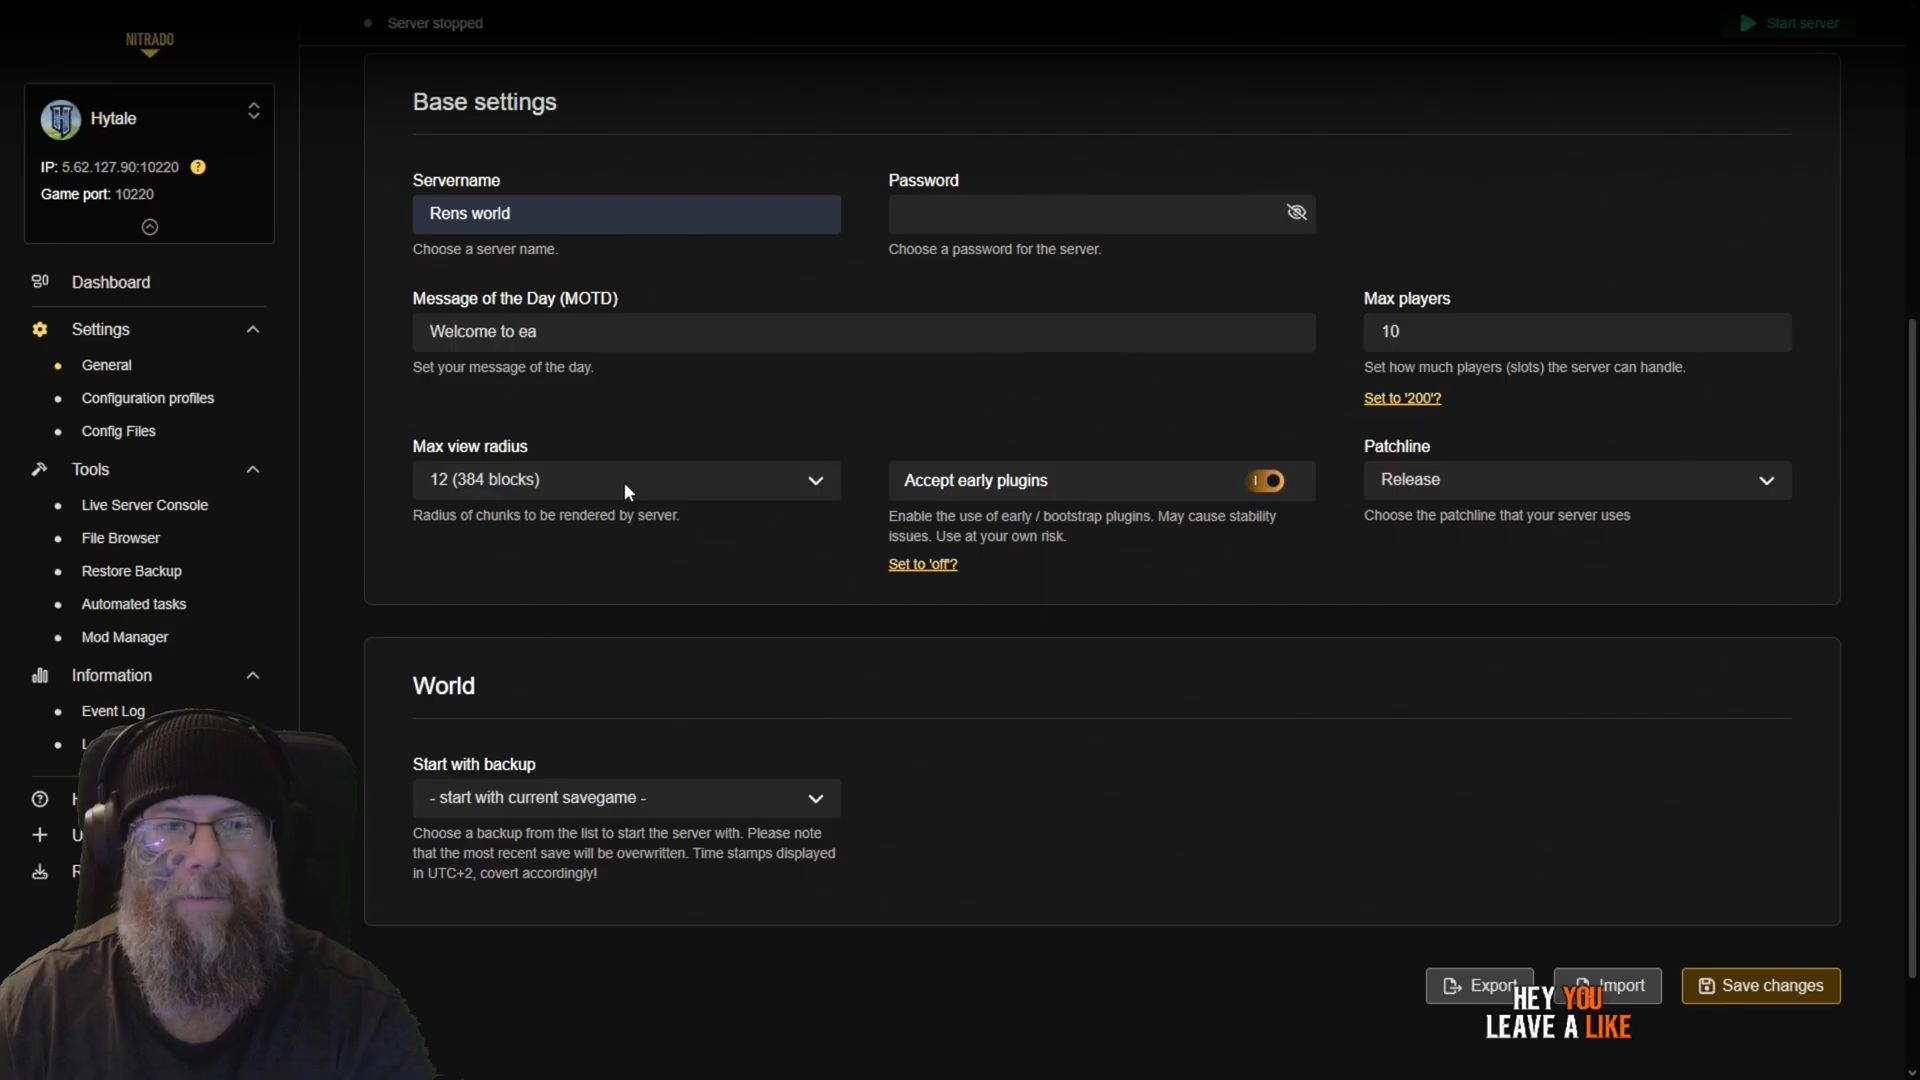 NITRADO
Server stopped
Start server
Hytale
IP: 5.62.127.90:10220
?
Game port: 10220
Dashboard
Settings
General
Configuration profiles
Config Files
Tools
Live Server Console
File Browser
Restore Backup
Automated tasks
Mod Manager
Information
Event Log
Base settings
Servername
Rens world
Choose a server name.
Password
Choose a password for the server.
Message of the Day (MOTD)
Welcome to ea
Set your message of the day.
Max players
10
Set how much players (slots) the server can handle.
Set to '200'?
Max view radius
12 (384 blocks)
Radius of chunks to be rendered by server.
Accept early plugins
Enable the use of early / bootstrap plugins. May cause stability
issues. Use at your own risk.
Set to 'off'?
Patchline
Release
Choose the patchline that your server uses
World
Start with backup
- start with current savegame -
Choose a backup from the list to start the server with. Please note
that the most recent save will be overwritten. Time stamps displayed
in UTC+2, covert accordingly!
Export
Import
Save changes
HEY YOU
LEAVE A LIKE